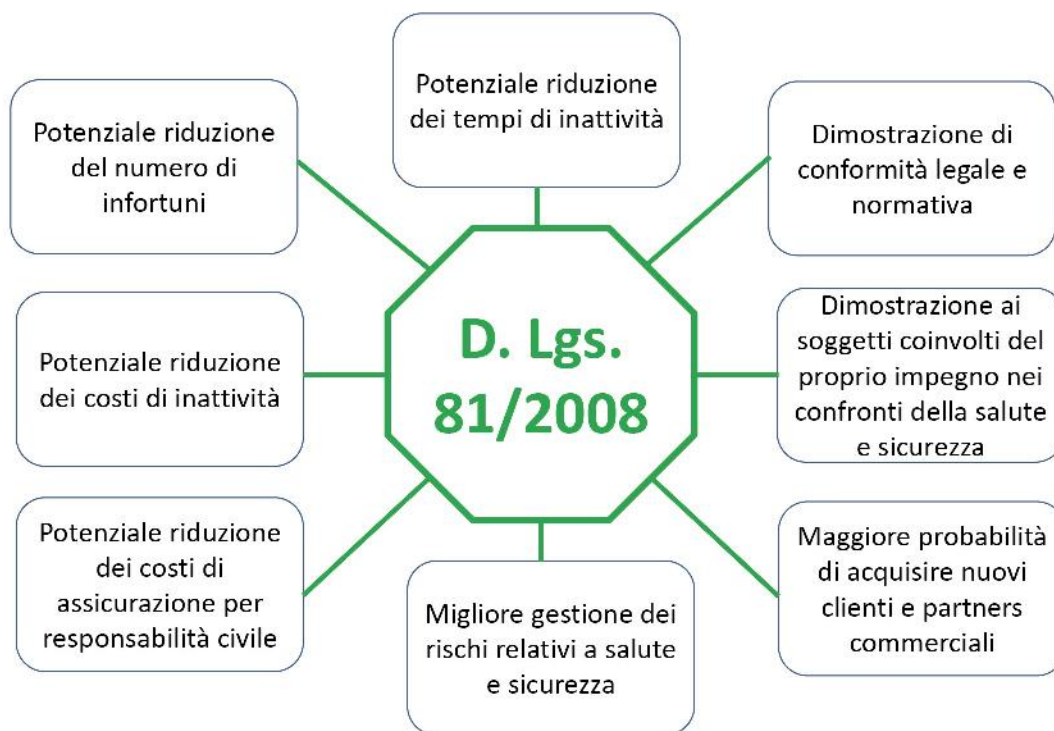 Potenziale riduzione
dei tempi di inattività
Potenziale riduzione
del numero di
infortuni
Dimostrazione di
conformità legale e
normativa
D. Lgs.
81/2008
Potenziale riduzione
dei costi di inattività
Dimostrazione ai
soggetti coinvolti del
proprio impegno nei
confronti della salute
e sicurezza
Potenziale riduzione
dei costi di
assicurazione per
responsabilità civile
Migliore gestione dei
rischi relativi a salute
e sicurezza
Maggiore probabilità
di acquisire nuovi
clienti e partners
commerciali